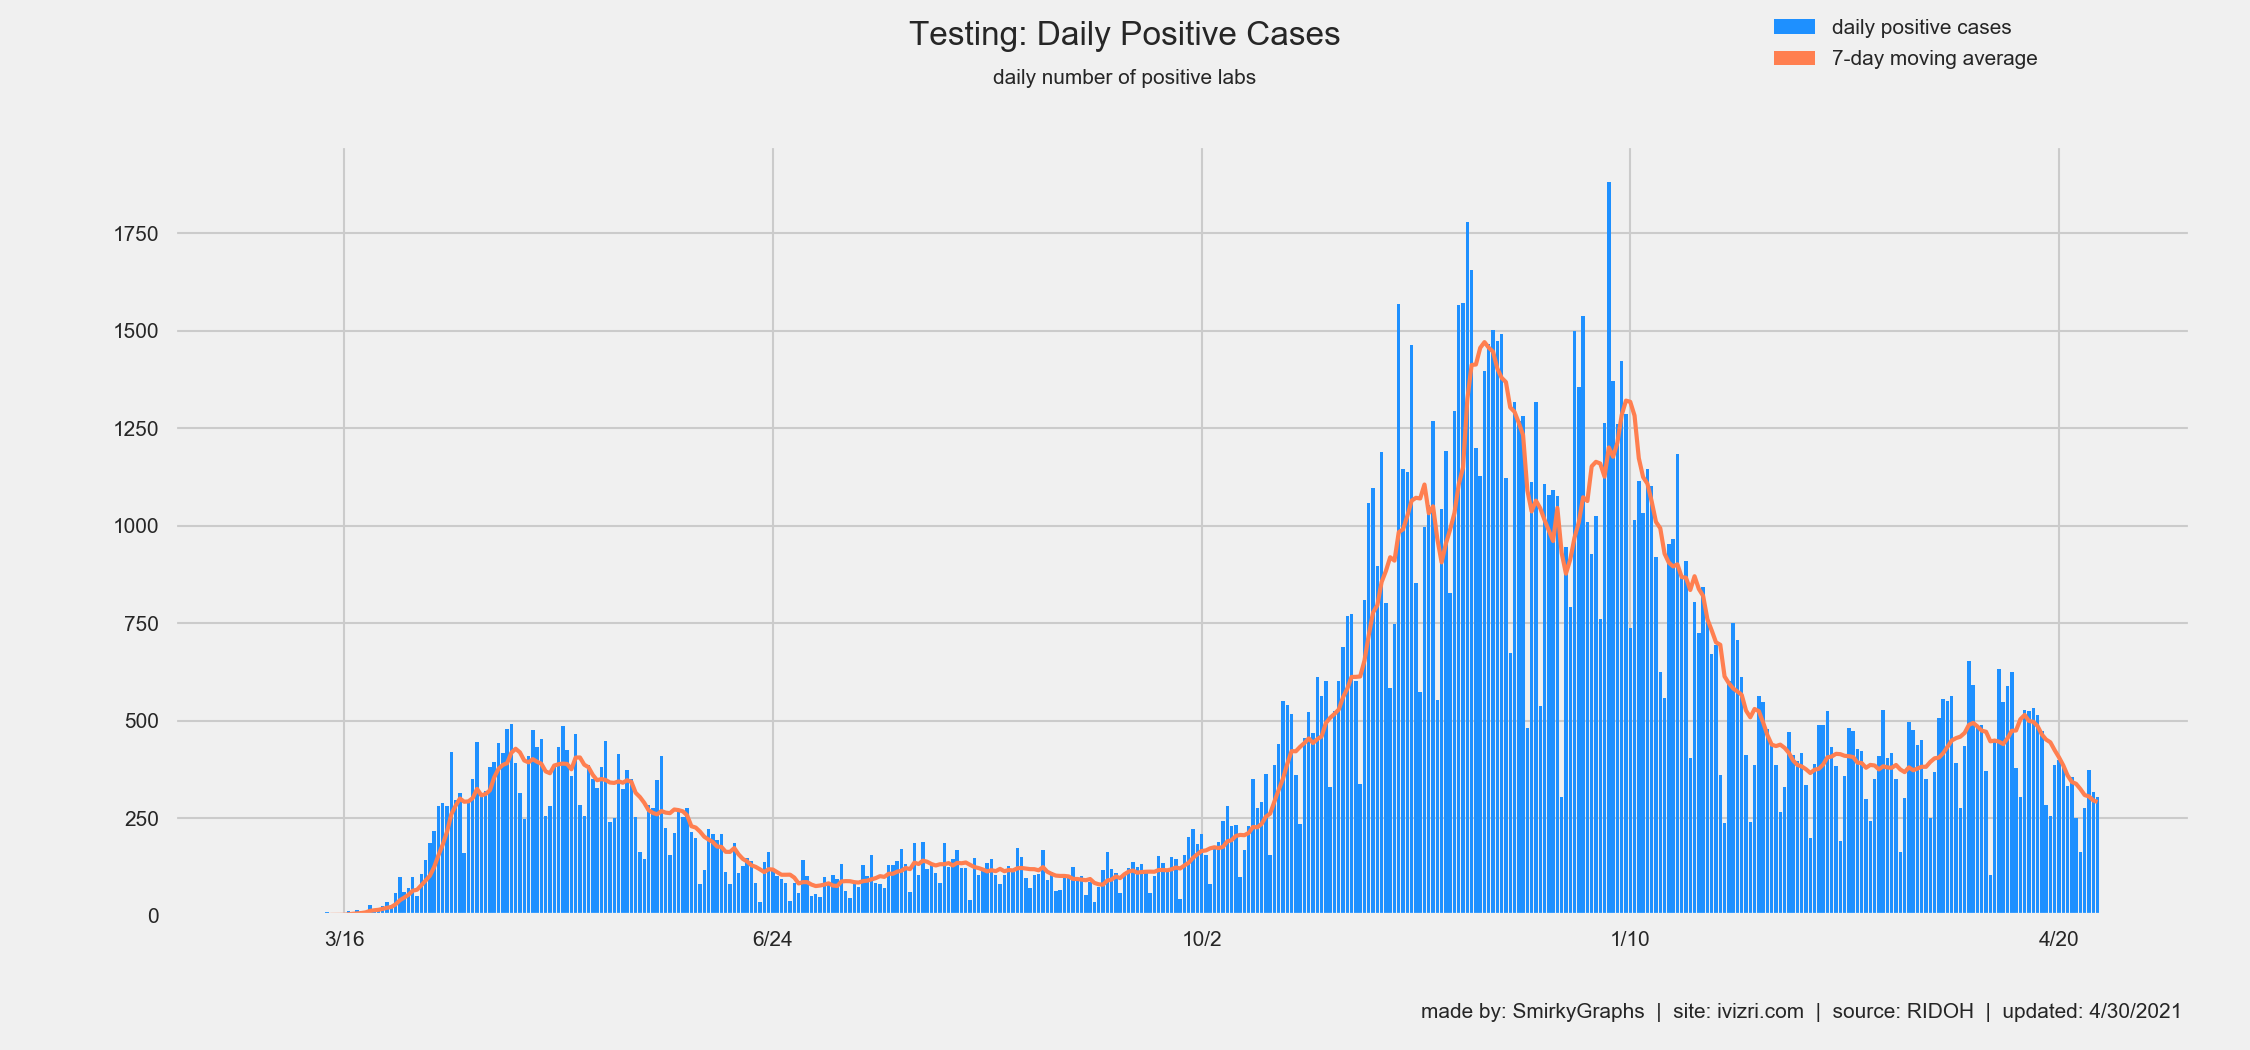 Testing: Daily Positive Cases
daily number of positive labs
daily positive cases
7-day moving average
1750
1500
1250
1000
750
500
250
0
3/16 6/24 10/2 1/10 4/20
made by: SmirkyGraphs | site: ivizri.com | source: RIDOH | updated: 4/30/2021